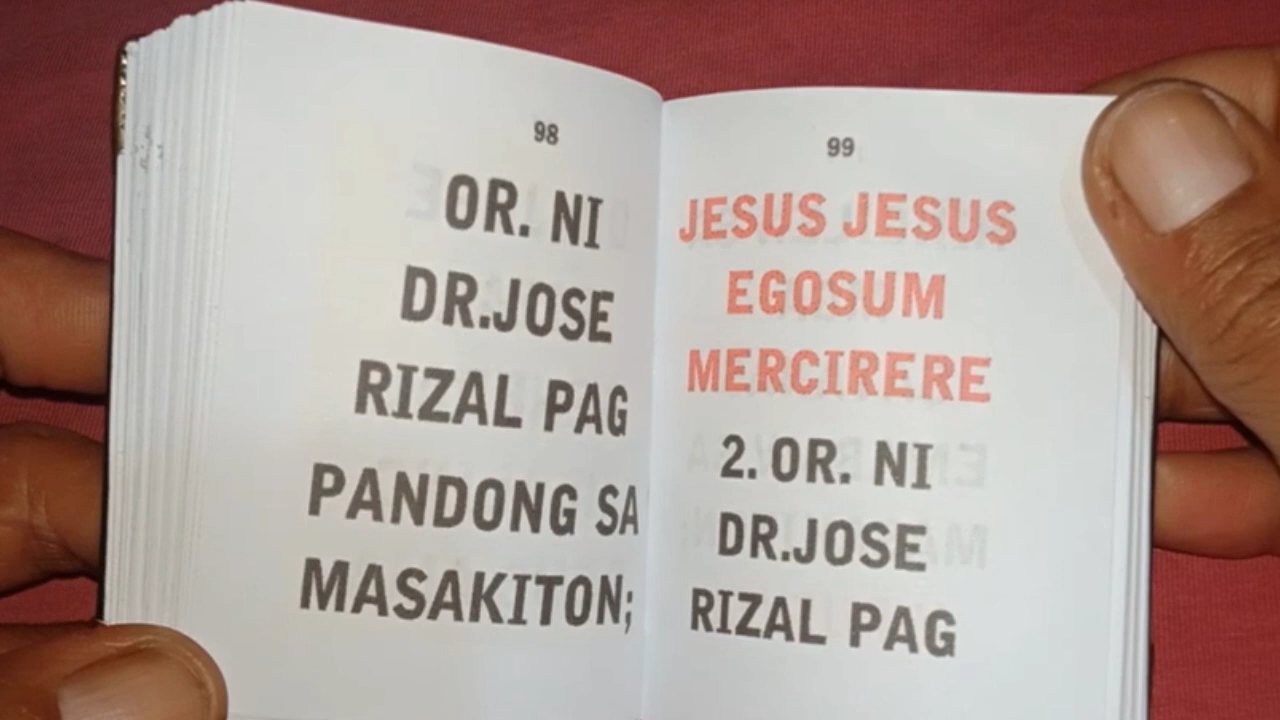 98
OR. NI
DR.JOSE
RIZAL PAG
PANDONG SA
MASAKITON;
99
JESUS JESUS
EGOSUM
MERCIRERE
2. OR. NI
DR.JOSE
RIZAL PAG